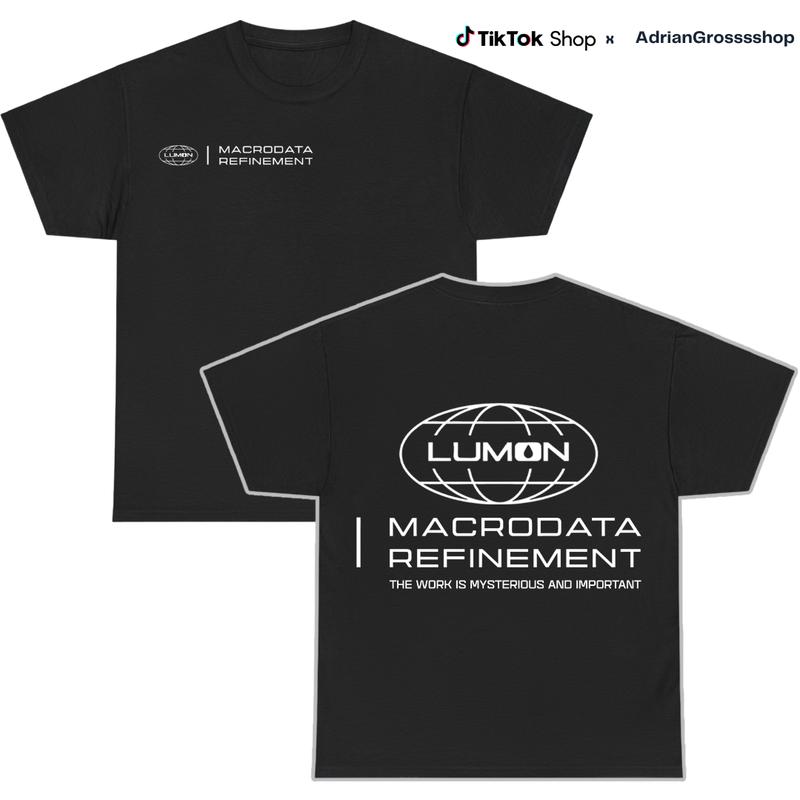 TikTok Shop x AdrianGrosssshop
LUMON | MACRODATA
REFINEMENT
LUMON
| MACRODATA
REFINEMENT
THE WORK IS MYSTERIOUS AND IMPORTANT